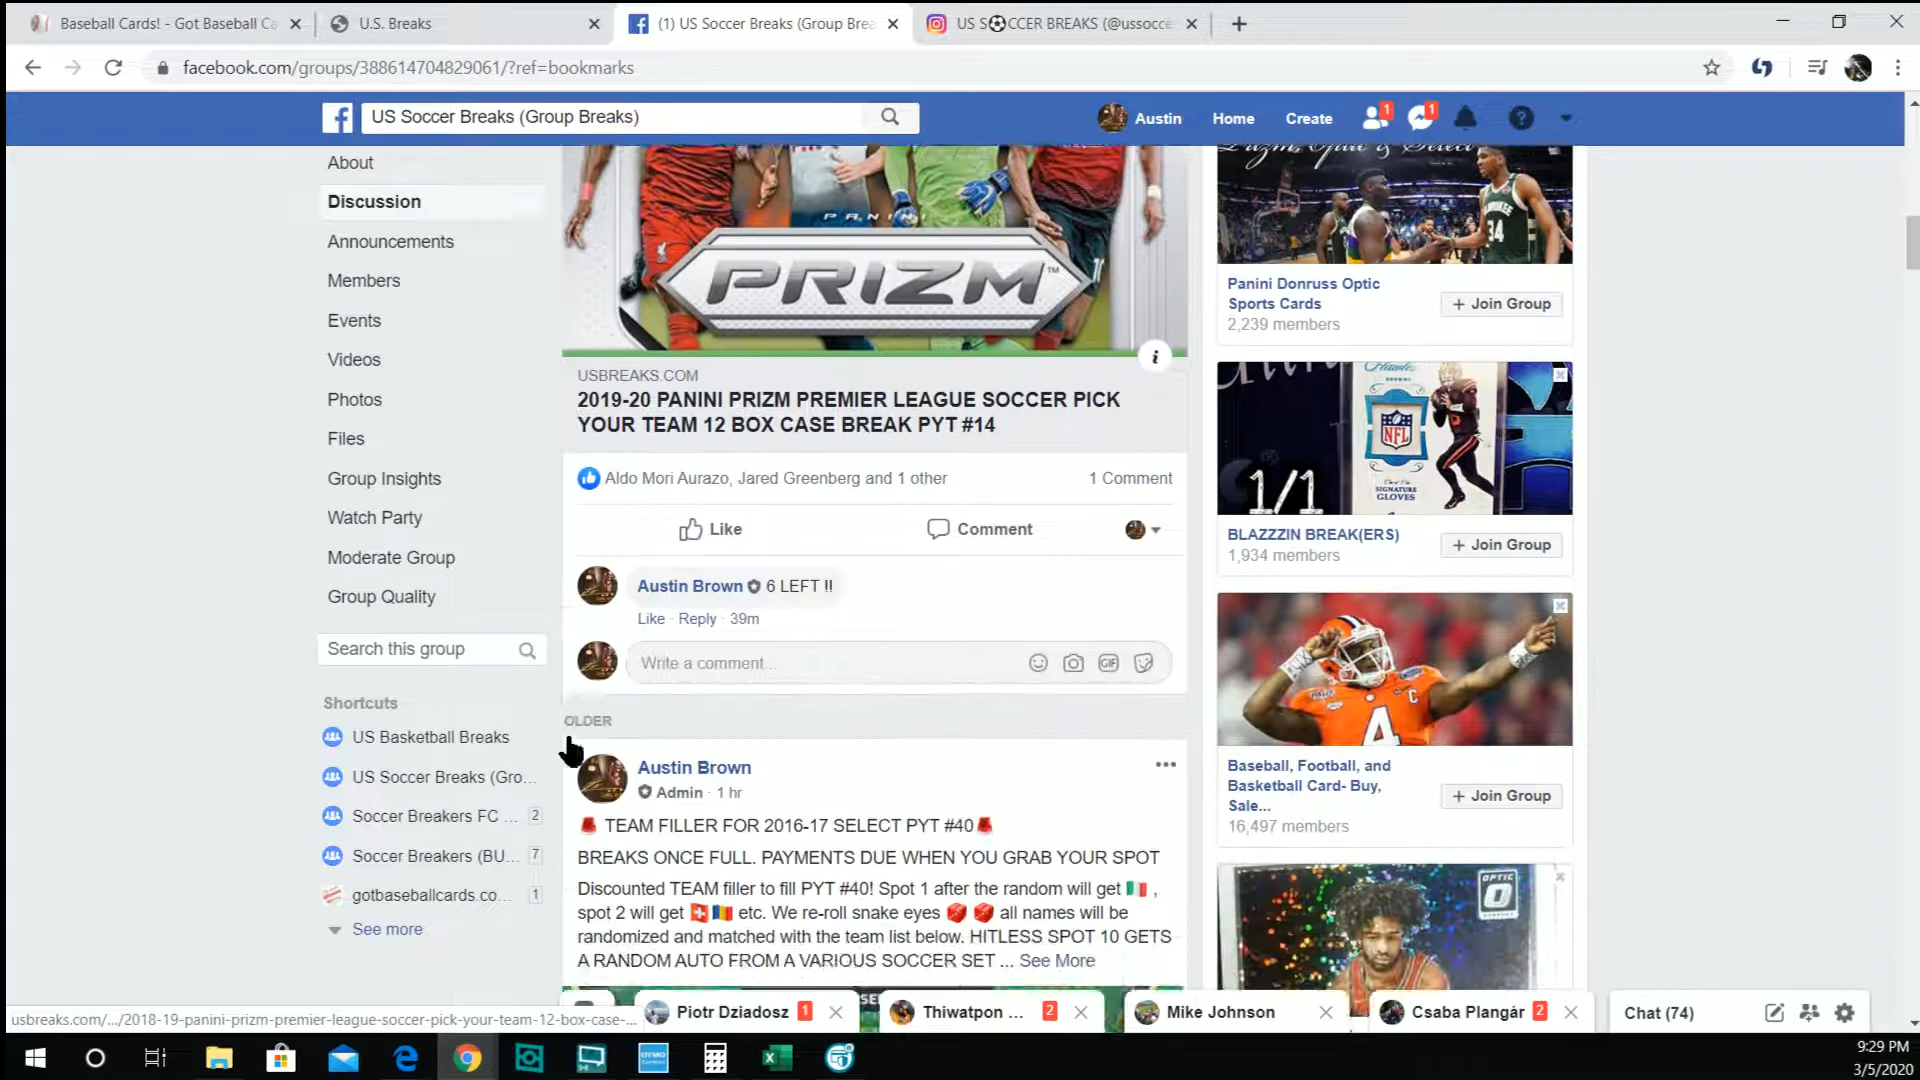 Baseball Cards! - Got Baseball Ca
U.S. Breaks
(1) US Soccer Breaks (Group Brea
US S⚽CCER BREAKS (@ussocce
facebook.com/groups/388614704829061/?ref=bookmarks
US Soccer Breaks (Group Breaks)
Austin
Home
Create
1
1
About
Discussion
Announcements
Members
Events
Videos
Photos
Files
Group Insights
Watch Party
Moderate Group
Group Quality
Search this group
Shortcuts
US Basketball Breaks
US Soccer Breaks (Gro...
Soccer Breakers FC ... 2
Soccer Breakers (BU... 7
gotbaseballcards.co... 1
See more
PANINI
PRIZM™
USBREAKS.COM
2019-20 PANINI PRIZM PREMIER LEAGUE SOCCER PICK
YOUR TEAM 12 BOX CASE BREAK PYT #14
Aldo Mori Aurazo, Jared Greenberg and 1 other
1 Comment
Like
Comment
Austin Brown 6 LEFT !!
Like · Reply · 39m
Write a comment...
GIF
OLDER
Austin Brown
Admin · 1 hr
TEAM FILLER FOR 2016-17 SELECT PYT #40
BREAKS ONCE FULL. PAYMENTS DUE WHEN YOU GRAB YOUR SPOT
Discounted TEAM filler to fill PYT #40! Spot 1 after the random will get 🇮🇹 ,
spot 2 will get 🇨🇭🇷🇴 etc. We re-roll snake eyes 🎲 🎲 all names will be
randomized and matched with the team list below. HITLESS SPOT 10 GETS
A RANDOM AUTO FROM A VARIOUS SOCCER SET ... See More
Prizm, Optic & Select
34
Panini Donruss Optic
Sports Cards
2,239 members
+ Join Group
NFL
SIGNATURE
GLOVES
1/1
BLAZZZIN BREAK(ERS)
1,934 members
+ Join Group
C
4
Baseball, Football, and
Basketball Card- Buy,
Sale...
16,497 members
+ Join Group
OPTIC
Piotr Dziadosz 1
Thiwatpon ... 2
Mike Johnson
Csaba Plangár 2
Chat (74)
usbreaks.com/.../2018-19-panini-prizm-premier-league-soccer-pick-your-team-12-box-case-...
9:29 PM
3/5/2020